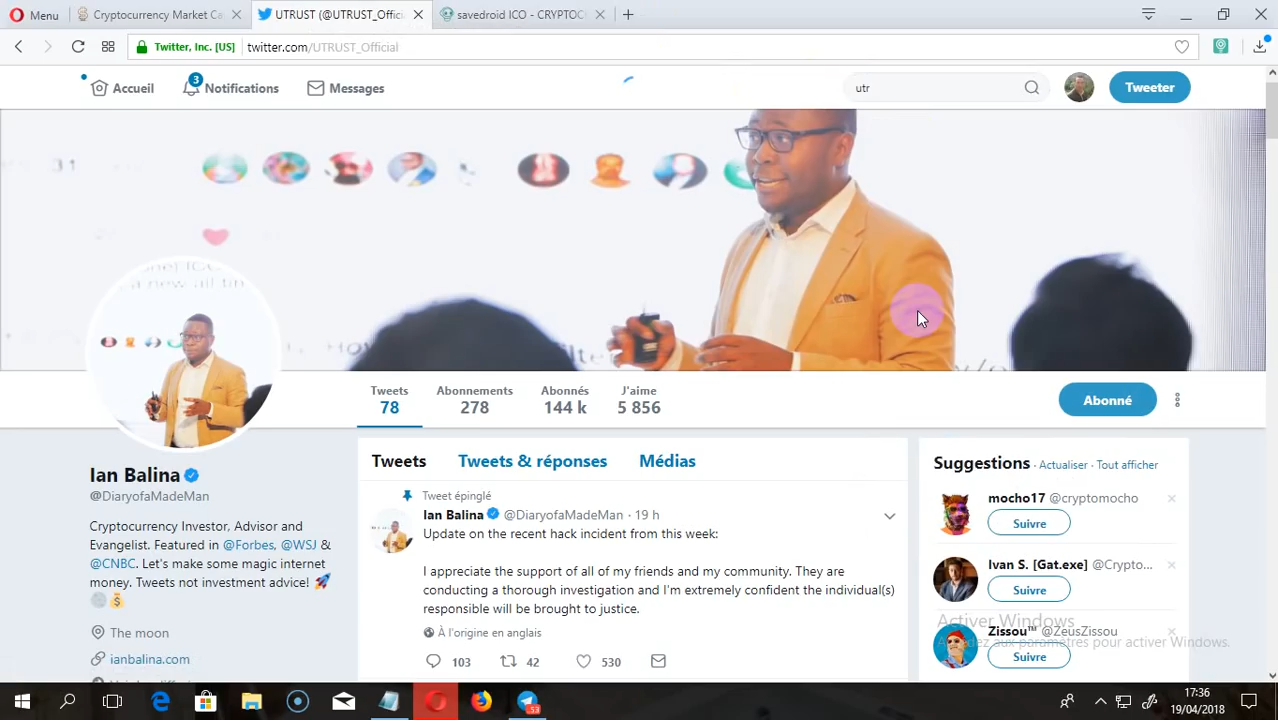 Menu
Cryptocurrency Market Ca
UTRUST (@UTRUST_Offici
savedroid ICO - CRYPTOC
Twitter, Inc. [US]
twitter.com/UTRUST_Official
Accueil
3
Notifications
Messages
utr
Tweeter
Tweets
78
Abonnements
278
Abonnés
144 k
J'aime
5 856
Abonné
Ian Balina
@DiaryofaMadeMan
Cryptocurrency Investor, Advisor and
Evangelist. Featured in @Forbes, @WSJ &
@CNBC. Let's make some magic internet
money. Tweets not investment advice! 🚀
💰
The moon
ianbalina.com
Tweets
Tweets & réponses
Médias
Tweet épinglé
Ian Balina @DiaryofaMadeMan · 19 h
Update on the recent hack incident from this week:
I appreciate the support of all of my friends and my community. They are
conducting a thorough investigation and I'm extremely confident the individual(s)
responsible will be brought to justice.
À l'origine en anglais
103
42
530
Suggestions · Actualiser · Tout afficher
mocho17 @cryptomocho
Suivre
Ivan S. [Gat.exe] @Crypto...
Suivre
Zissou™ @ZeusZissou
Suivre
Activer Windows
aux paramètres pour activer Windows.
53
17:36
19/04/2018